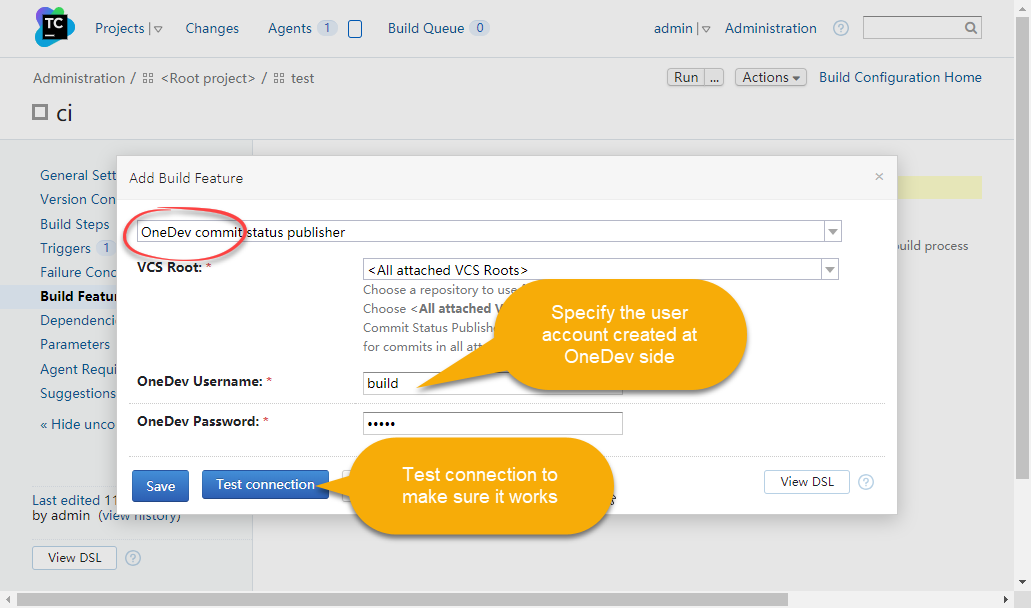 TC
Projects
Changes
Agents 1
Build Queue 0
admin
Administration
?
Administration / <Root project> / test
Run ...
Actions
Build Configuration Home
ci
General Sett
Version Con
Build Steps
Triggers 1
Failure Conc
Build Featur
Dependenci
Parameters
Agent Requi
Suggestions
« Hide unco
Last edited 11
by admin (view history)
View DSL ?
uild process
Add Build Feature ×
OneDev commit status publisher
VCS Root: * <All attached VCS Roots>
Choose a repository to use
Choose <All attached V
Commit Status Publishe
for commits in all att
Specify the user
account created at
OneDev side
OneDev Username: * build
OneDev Password: * •••••
Test connection to
make sure it works
Save
Test connection
View DSL ?